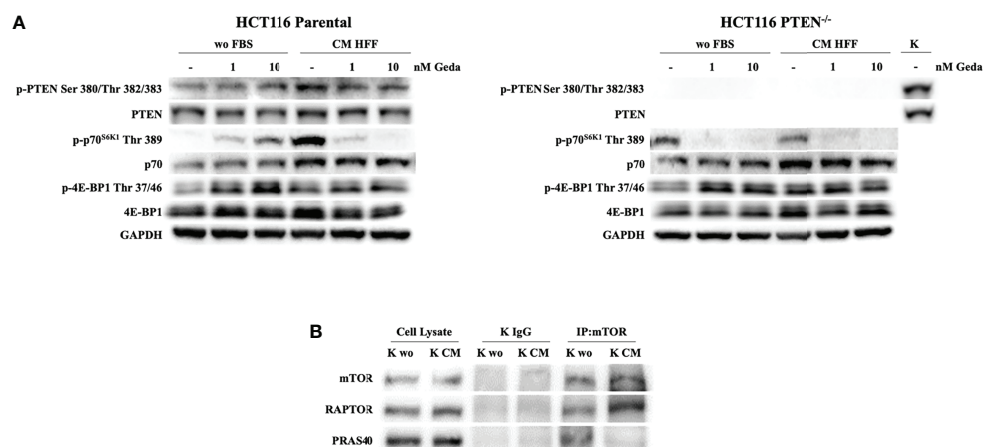 A
HCT116 Parental
wo FBS CM HFF
- 1 10 - 1 10 nM Geda
p-PTEN Ser 380/Thr 382/383
PTEN
p-p70S6K1 Thr 389
p70
p-4E-BP1 Thr 37/46
4E-BP1
GAPDH
HCT116 PTEN-/-
wo FBS CM HFF K
- 1 10 - 1 10 - nM Geda
p-PTEN Ser 380/Thr 382/383
PTEN
p-p70S6K1 Thr 389
p70
p-4E-BP1 Thr 37/46
4E-BP1
GAPDH
B
Cell Lysate K IgG IP:mTOR
K wo K CM K wo K CM K wo K CM
mTOR
RAPTOR
PRAS40